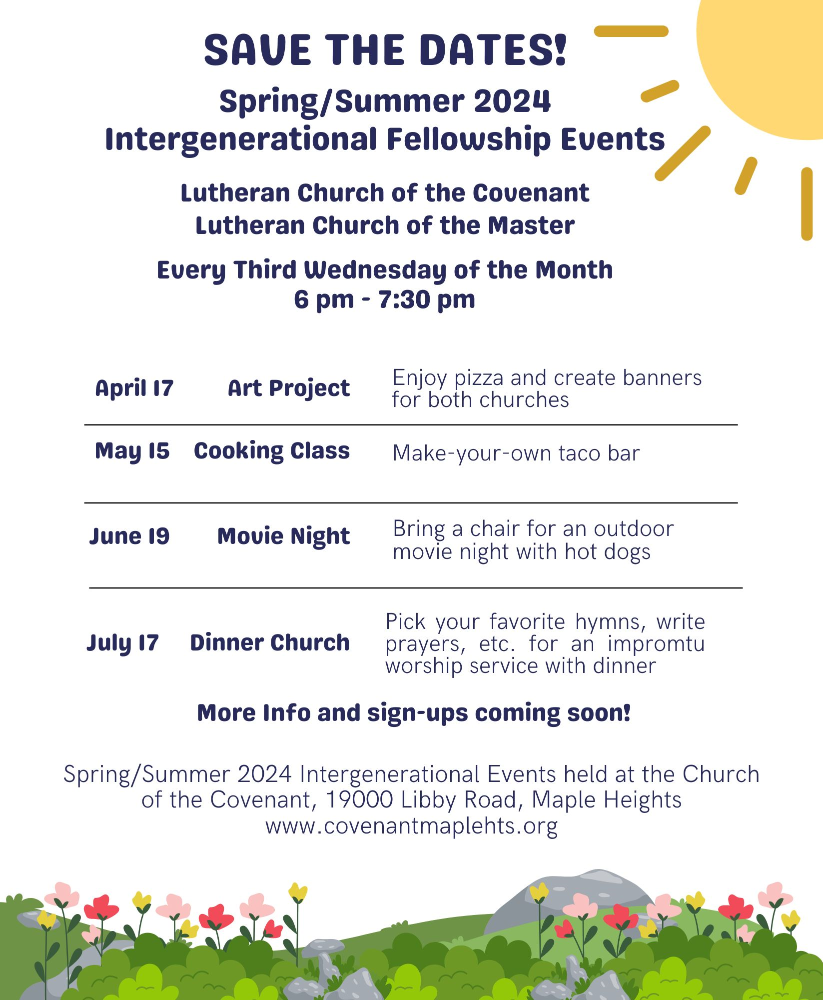 SAVE THE DATES!
Spring/Summer 2024
Intergenerational Fellowship Events
Lutheran Church of the Covenant
Lutheran Church of the Master
Every Third Wednesday of the Month
6 pm - 7:30 pm
April 17 Art Project Enjoy pizza and create banners
for both churches
May 15 Cooking Class Make-your-own taco bar
June 19 Movie Night Bring a chair for an outdoor
movie night with hot dogs
July 17 Dinner Church Pick your favorite hymns, write
prayers, etc. for an impromtu
worship service with dinner
More Info and sign-ups coming soon!
Spring/Summer 2024 Intergenerational Events held at the Church
of the Covenant, 19000 Libby Road, Maple Heights
www.covenantmaplehts.org